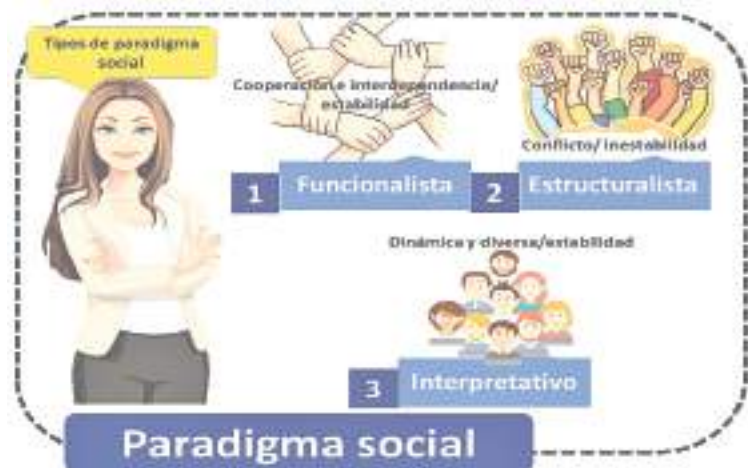 Tipos de paradigma
social
Cooperación e interdependencia/
estabilidad
1 Funcionalista
Conflicto/ inestabilidad
2 Estructuralista
Dinámica y diversa/estabilidad
3 Interpretativo
Paradigma social